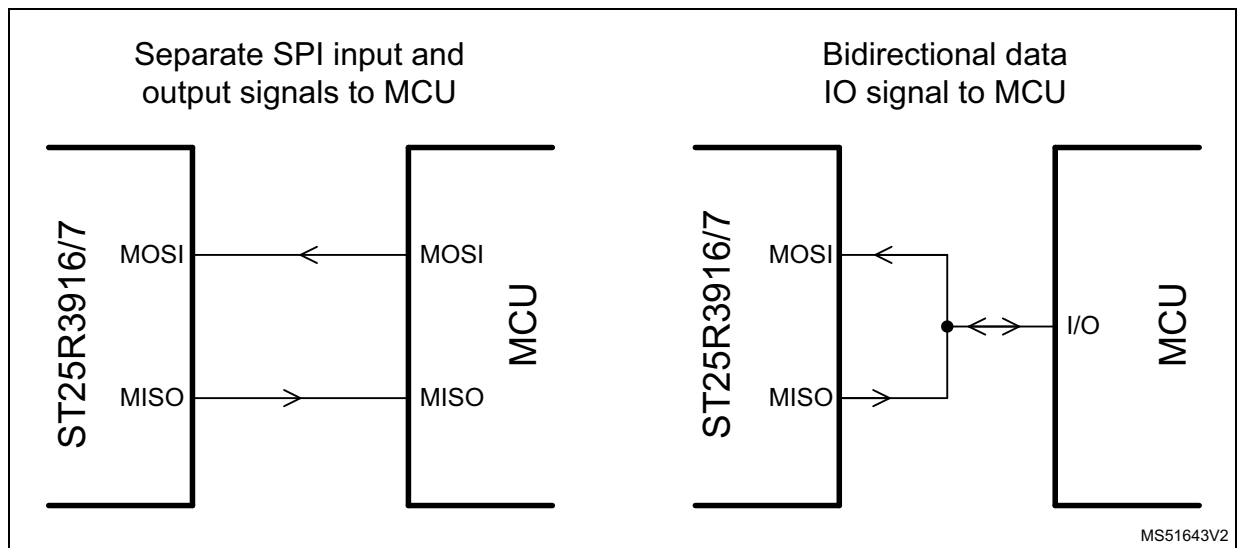 Separate SPI input and
output signals to MCU
ST25R3916/7
MOSI
MISO
MOSI
MISO
MCU
Bidirectional data
IO signal to MCU
ST25R3916/7
MOSI
MISO
I/O
MCU
MS51643V2